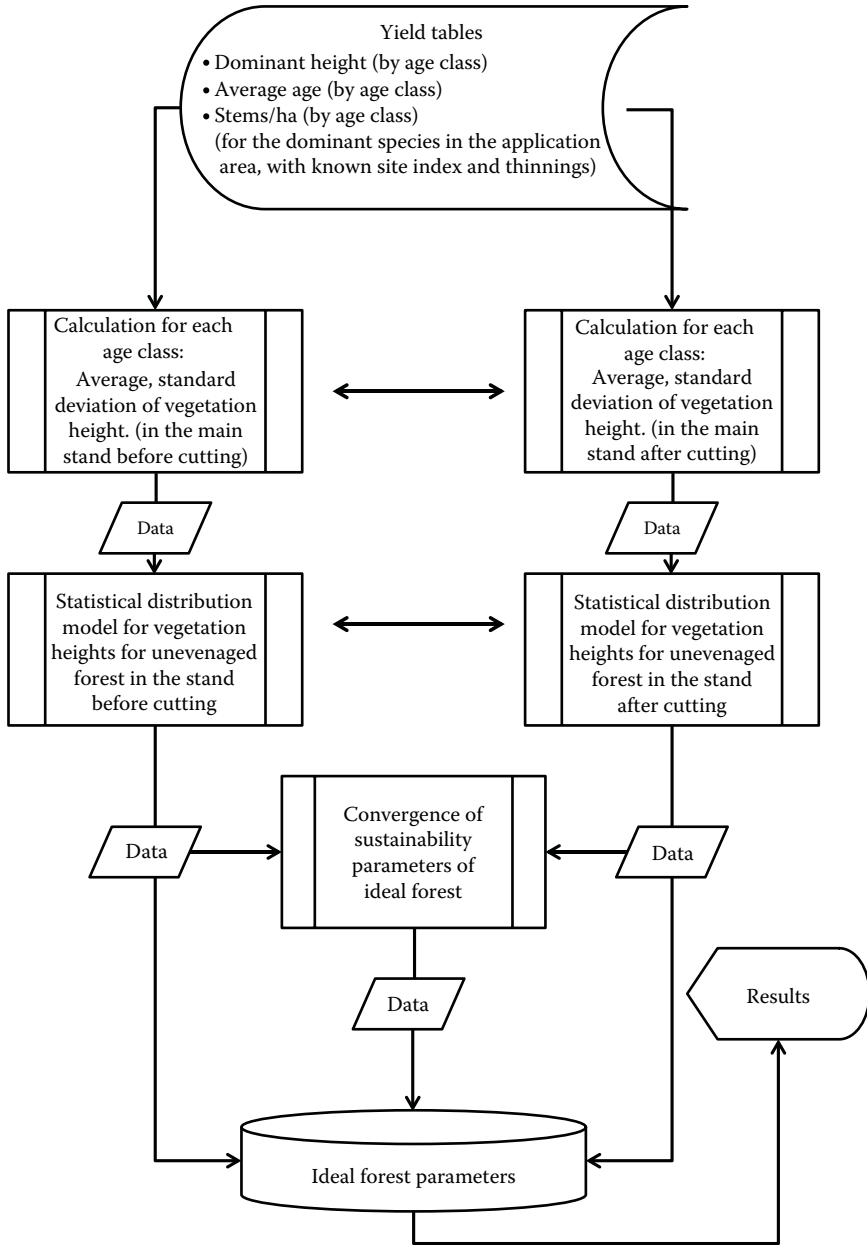 Yield tables
• Dominant height (by age class)
• Average age (by age class)
• Stems/ha (by age class)
(for the dominant species in the application
area, with known site index and thinnings)
Calculation for each
age class:
Average, standard
deviation of vegetation
height. (in the main
stand before cutting)
Calculation for each
age class:
Average, standard
deviation of vegetation
height. (in the main
stand after cutting)
Data
Data
Statistical distribution
model for vegetation
heights for unevenaged
forest in the stand
before cutting
Statistical distribution
model for vegetation
heights for unevenaged
forest in the stand
after cutting
Data
Convergence of
sustainability
parameters of
ideal forest
Data
Data
Results
Ideal forest parameters